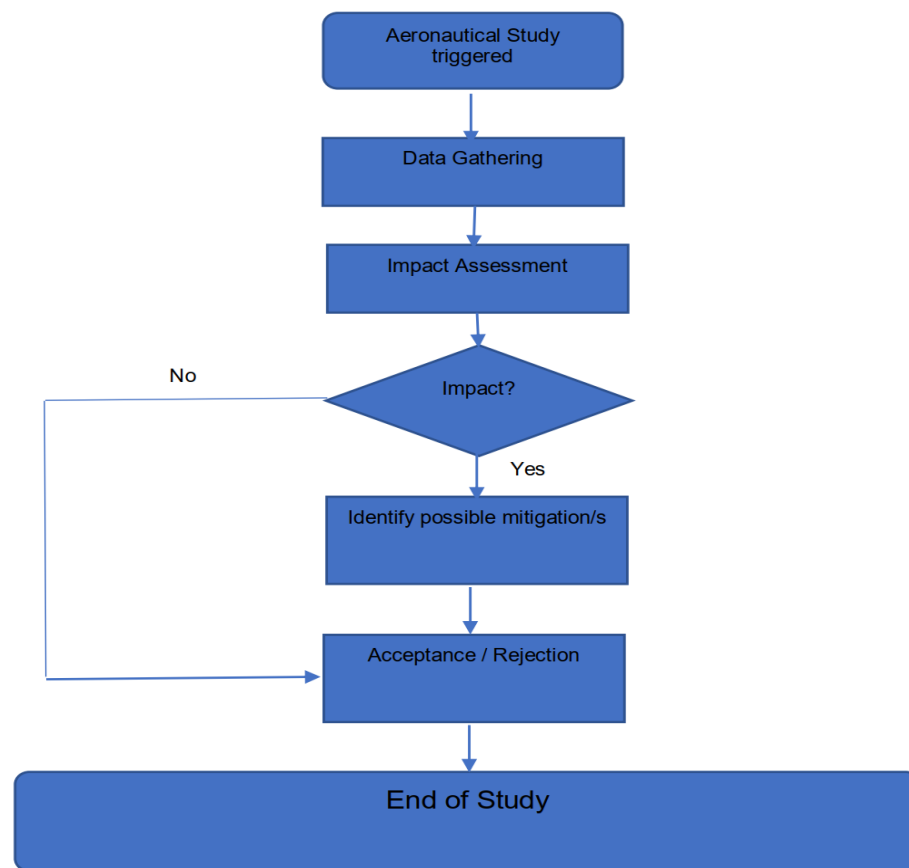 Aeronautical Study
triggered
Data Gathering
Impact Assessment
Impact?
No
Yes
Identify possible mitigation/s
Acceptance / Rejection
End of Study